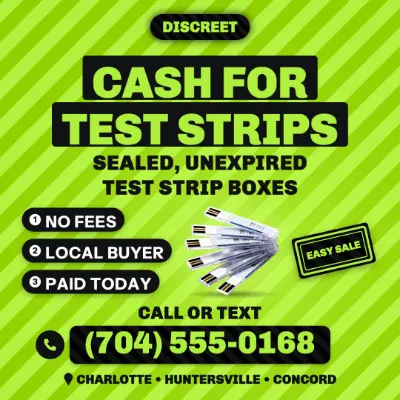 DISCREET
CASH FOR
TEST STRIPS
SEALED, UNEXPIRED
TEST STRIP BOXES
1 NO FEES
2 LOCAL BUYER
3 PAID TODAY
EASY SALE
CALL OR TEXT
(704) 555-0168
CHARLOTTE • HUNTERSVILLE • CONCORD